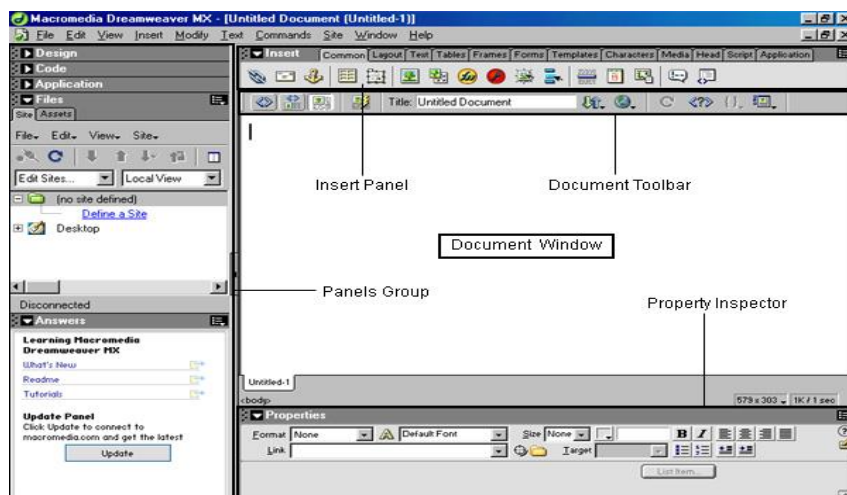 Macromedia Dreamweaver MX - [Untitled Document (Untitled-1)]
File Edit View Insert Modify Text Commands Site Window Help
Design
Code
Application
Files
Site Assets
File Edit View Site
Edit Sites... Local View
(no site defined)
Define a Site
Desktop
Disconnected
Answers
Learning Macromedia
Dreamweaver MX
What's New
Readme
Tutorials
Update Panel
Click Update to connect to
macromedia.com and get the latest
Update
Insert Common Layout Text Tables Frames Forms Templates Characters Media Head Script Application
Title: Untitled Document
Insert Panel
Document Toolbar
Document Window
Panels Group
Property Inspector
Untitled-1
<body> 579 x 303 1K / 1 sec
Properties
Format None Default Font Size None B I
Link Target
List Item...